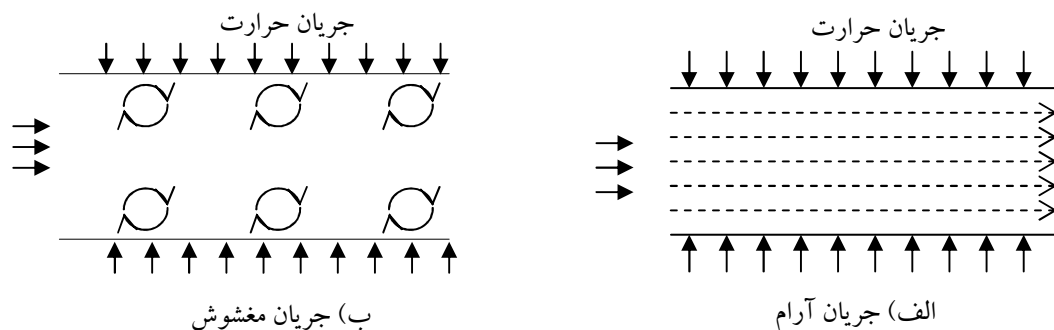 جریان حرارت
جریان حرارت
الف) جریان آرام
ب) جریان مغشوش